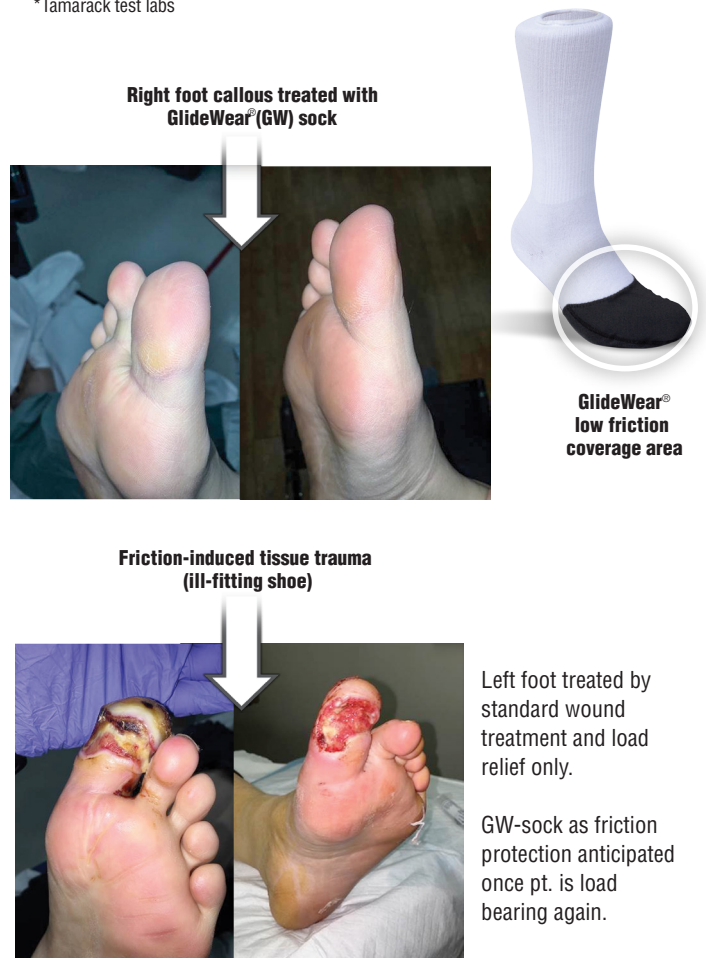 *Tamarack test labs
Right foot callous treated with
GlideWear®(GW) sock
GlideWear®
low friction
coverage area
Friction-induced tissue trauma
(ill-fitting shoe)
Left foot treated by
standard wound
treatment and load
relief only.
GW-sock as friction
protection anticipated
once pt. is load
bearing again.